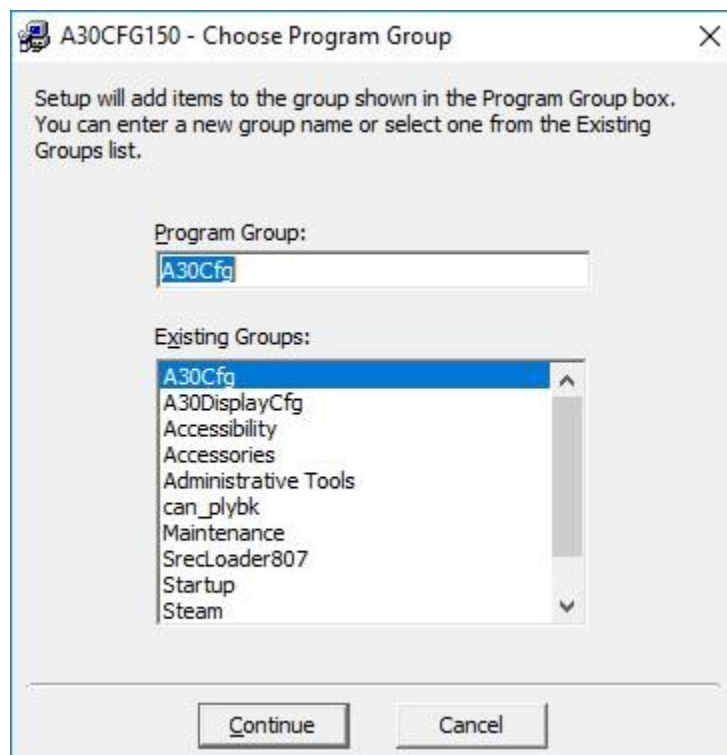 A30CFG150 - Choose Program Group
Setup will add items to the group shown in the Program Group box.
You can enter a new group name or select one from the Existing
Groups list.
Program Group:
A30Cfg
Existing Groups:
A30Cfg
A30DisplayCfg
Accessibility
Accessories
Administrative Tools
can_plybk
Maintenance
SrecLoader807
Startup
Steam
Continue Cancel